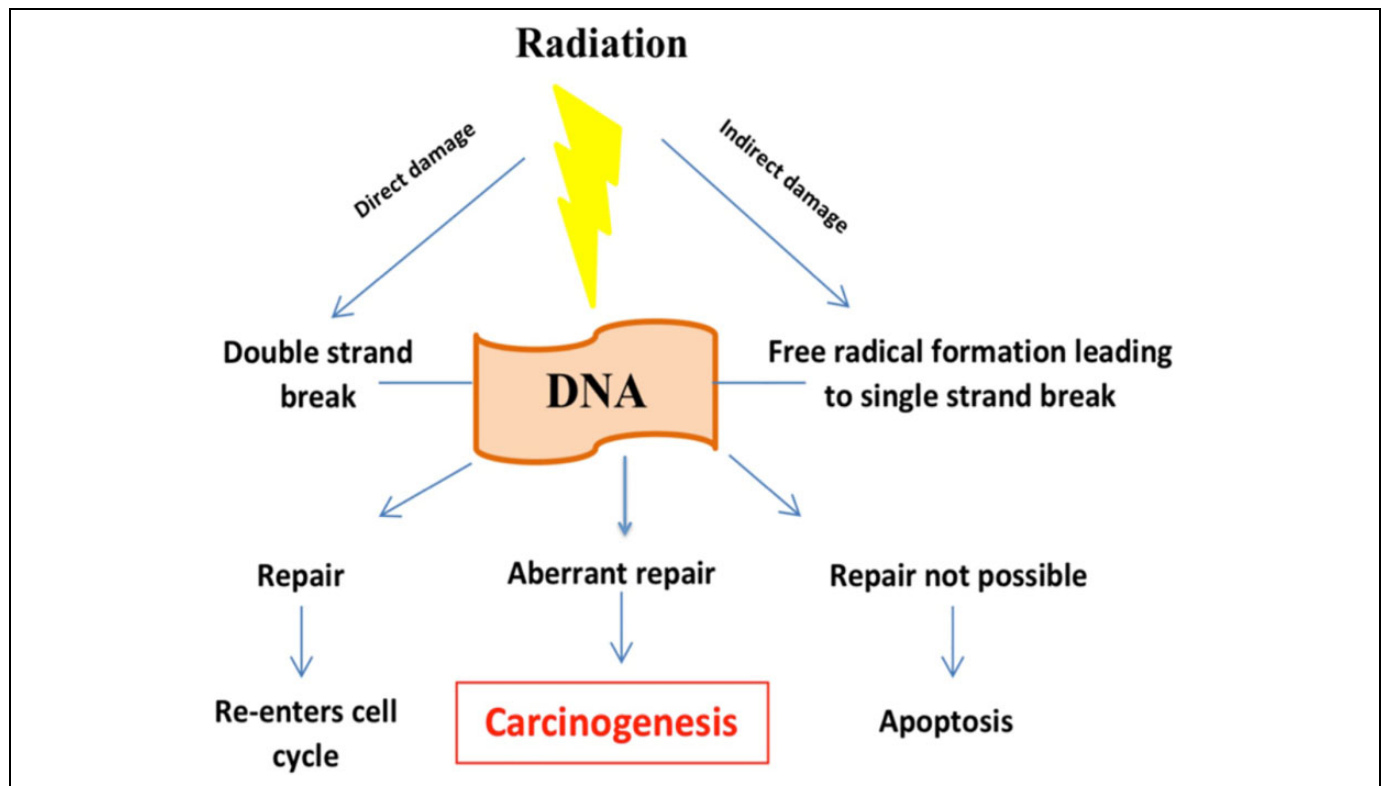 Radiation
Direct damage
Indirect damage
Double strand
break
DNA
Free radical formation leading
to single strand break
Repair
Aberrant repair
Repair not possible
Re-enters cell
cycle
Carcinogenesis
Apoptosis